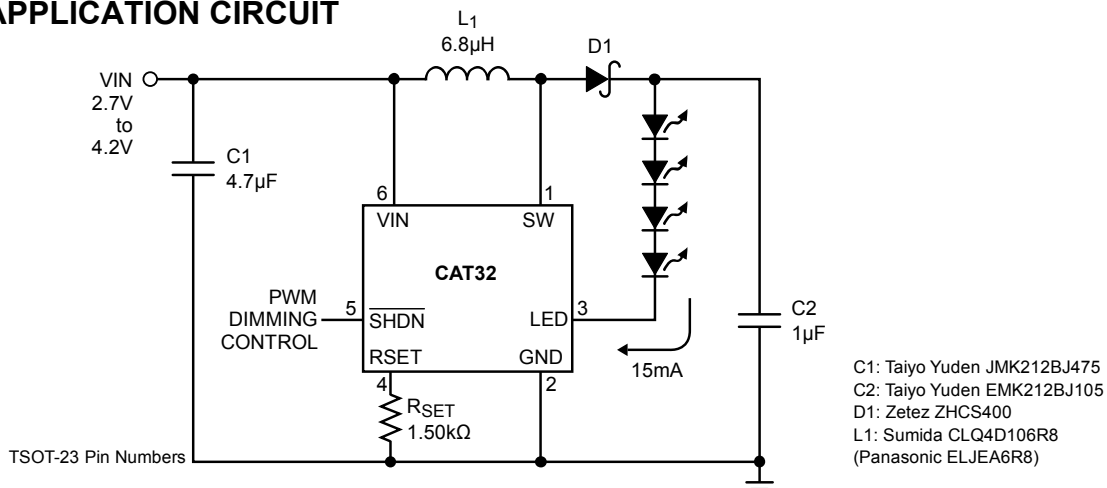 APPLICATION CIRCUIT
L1
6.8µH
D1
VIN
2.7V
to
4.2V
C1
4.7µF
6
1
VIN
SW
CAT32
PWM
DIMMING
CONTROL
5
SHDN
LED
3
RSET
GND
4
2
15mA
C2
1µF
RSET
1.50kΩ
TSOT-23 Pin Numbers
C1: Taiyo Yuden JMK212BJ475
C2: Taiyo Yuden EMK212BJ105
D1: Zetez ZHCS400
L1: Sumida CLQ4D106R8
(Panasonic ELJEA6R8)